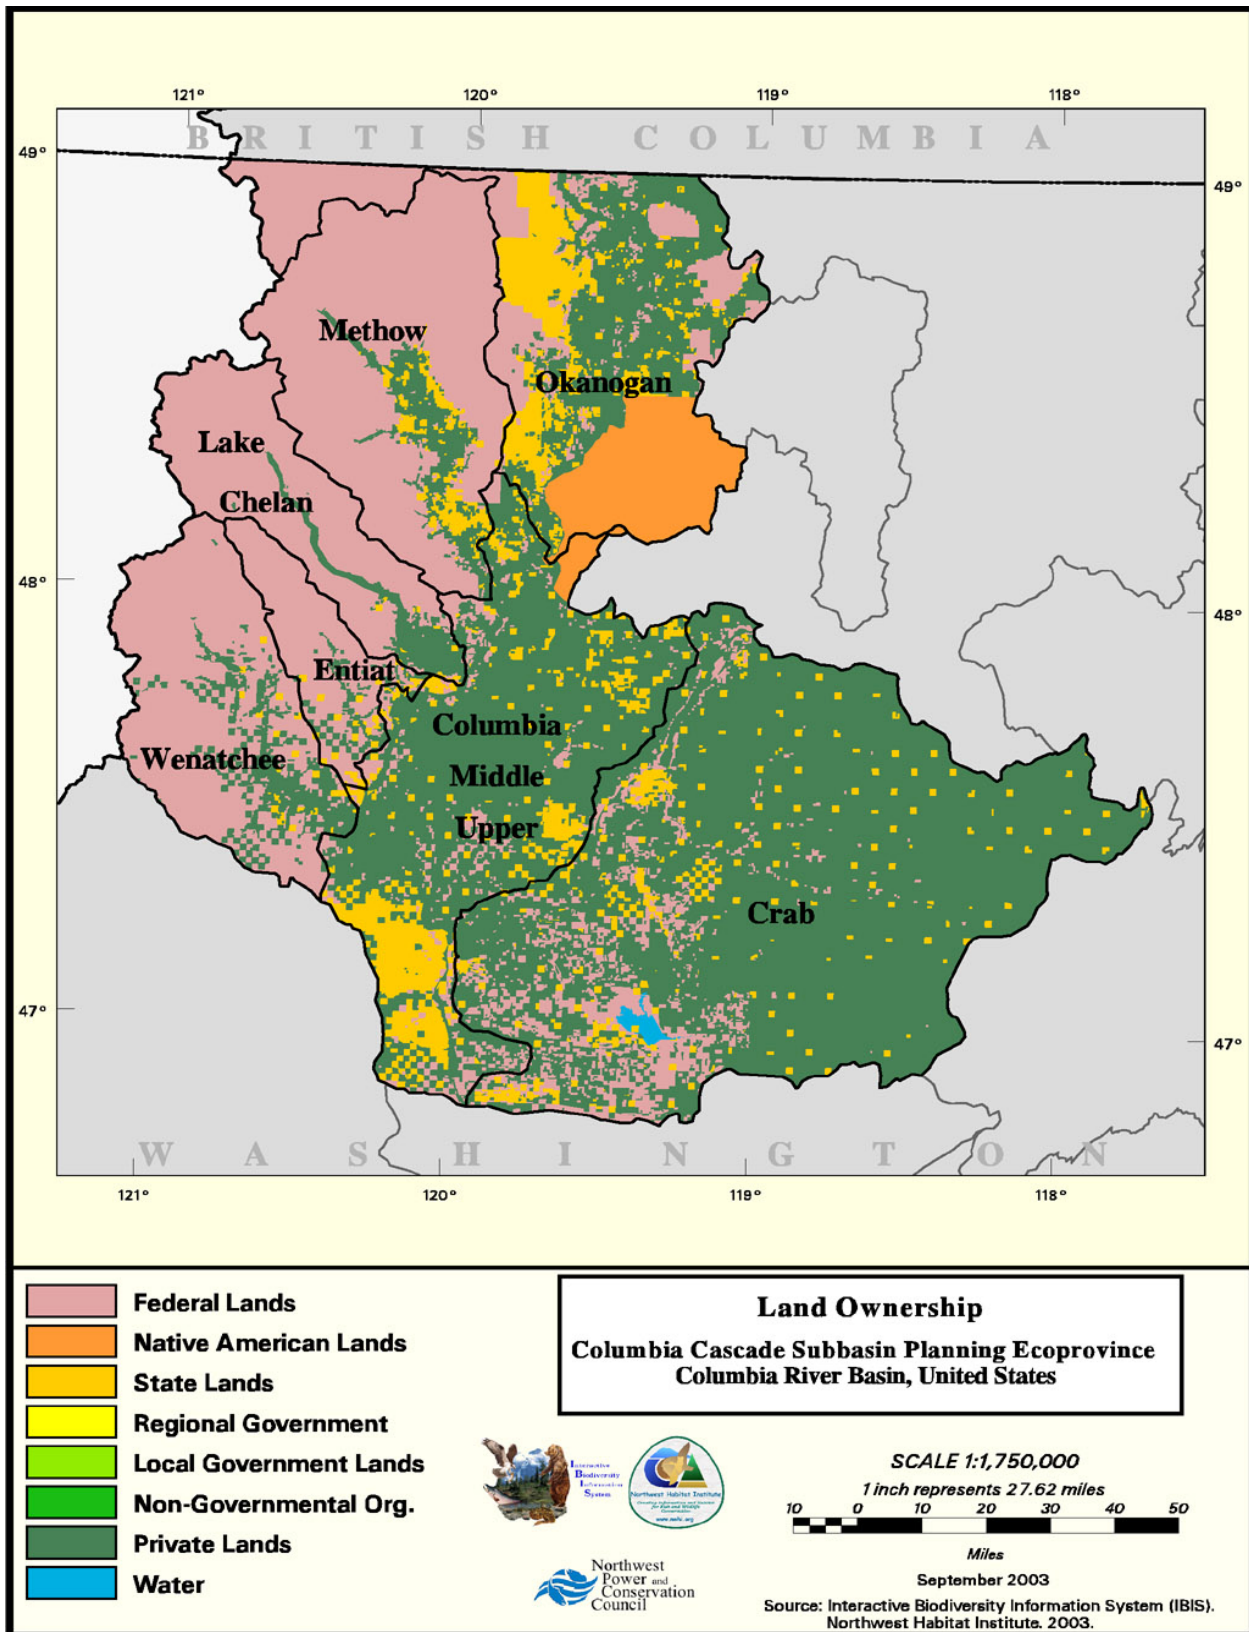 121° 120° 119° 118°
BRITISH COLUMBIA
49° 49°
Methow
Okanogan
Lake
Chelan
48° 48°
Entiat
Columbia
Wenatchee
Middle
Upper
Crab
47° 47°
WASHINGTON
121° 120° 119° 118°
Federal Lands
Native American Lands
State Lands
Regional Government
Local Government Lands
Non-Governmental Org.
Private Lands
Water
Land Ownership
Columbia Cascade Subbasin Planning Ecoprovince
Columbia River Basin, United States
Interactive
Biodiversity
Information
System
Northwest Habitat Institute
www.nwhi.org
Northwest
Power and
Conservation
Council
SCALE 1:1,750,000
1 inch represents 27.62 miles
10 0 10 20 30 40 50
Miles
September 2003
Source: Interactive Biodiversity Information System (IBIS).
Northwest Habitat Institute. 2003.